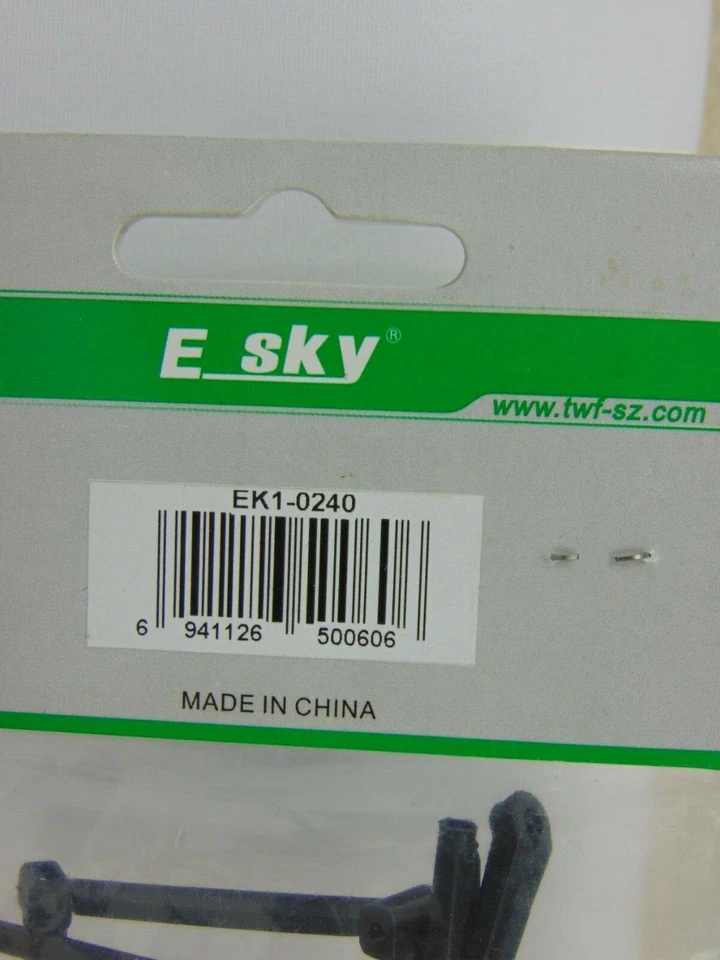 E_sky®
www.twf-sz.com
EK1-0240
6 941126 500606
MADE IN CHINA